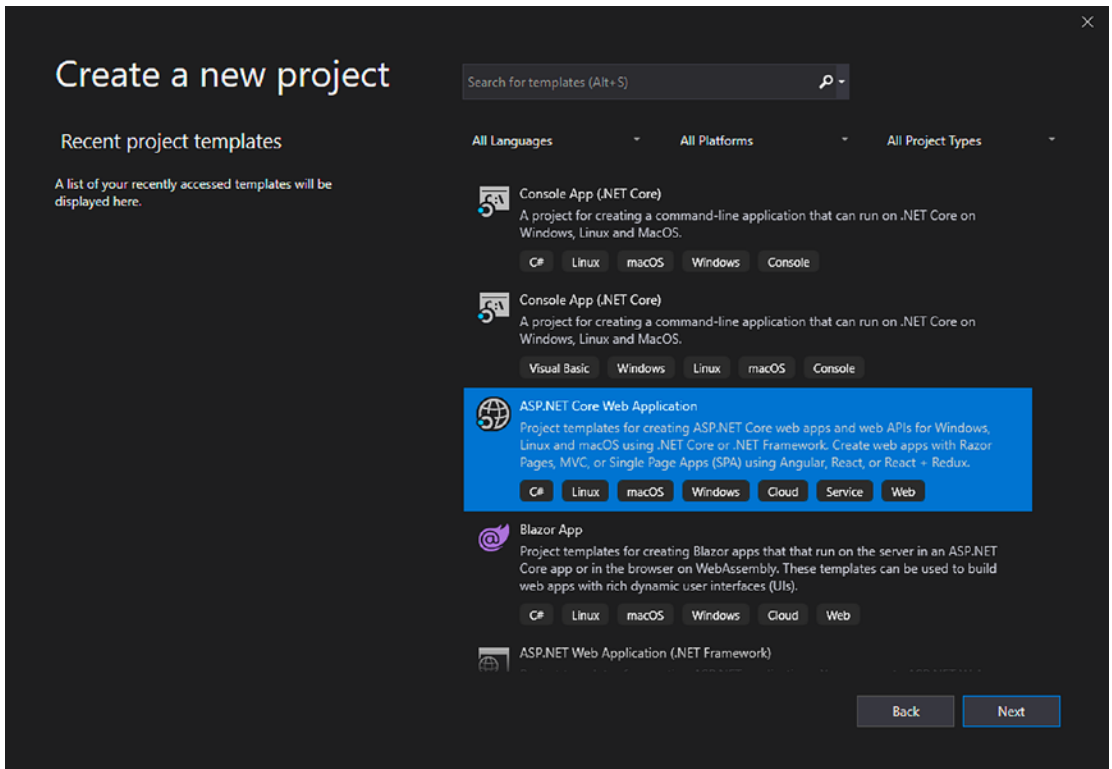 Create a new project
Search for templates (Alt+S)
Recent project templates
All Languages
All Platforms
All Project Types
A list of your recently accessed templates will be
displayed here.
Console App (.NET Core)
A project for creating a command-line application that can run on .NET Core on
Windows, Linux and MacOS.
C# Linux macOS Windows Console
Console App (.NET Core)
A project for creating a command-line application that can run on .NET Core on
Windows, Linux and MacOS.
Visual Basic Windows Linux macOS Console
ASP.NET Core Web Application
Project templates for creating ASP.NET Core web apps and web APIs for Windows,
Linux and macOS using .NET Core or .NET Framework. Create web apps with Razor
Pages, MVC, or Single Page Apps (SPA) using Angular, React, or React + Redux.
C# Linux macOS Windows Cloud Service Web
Blazor App
Project templates for creating Blazor apps that that run on the server in an ASP.NET
Core app or in the browser on WebAssembly. These templates can be used to build
web apps with rich dynamic user interfaces (UIs).
C# Linux macOS Windows Cloud Web
ASP.NET Web Application (.NET Framework)
Back
Next